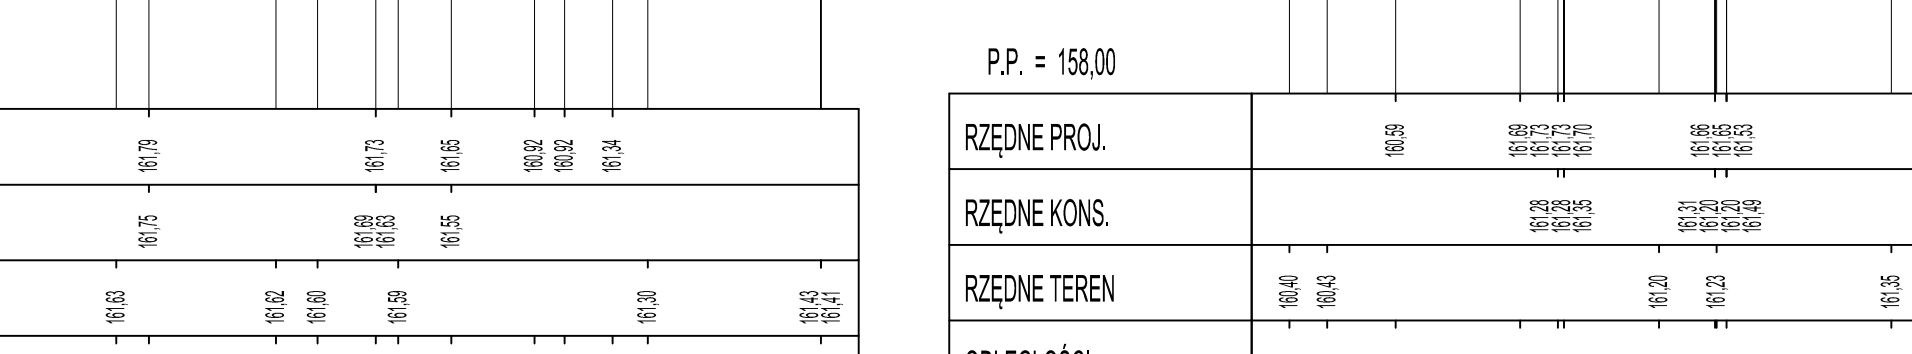 161,79 161,73 161,65 160,92 160,92 161,34
161,75 161,69 161,63 161,55
161,63 161,62 161,60 161,59 161,30 161,43 161,41
P.P. = 158,00
RZĘDNE PROJ. 160,59 161,69 161,73 161,73 161,70 161,66 161,65 161,53
RZĘDNE KONS. 161,28 161,28 161,35 161,31 161,20 161,20 161,49
RZĘDNE TEREN 160,40 160,43 161,20 161,23 161,35